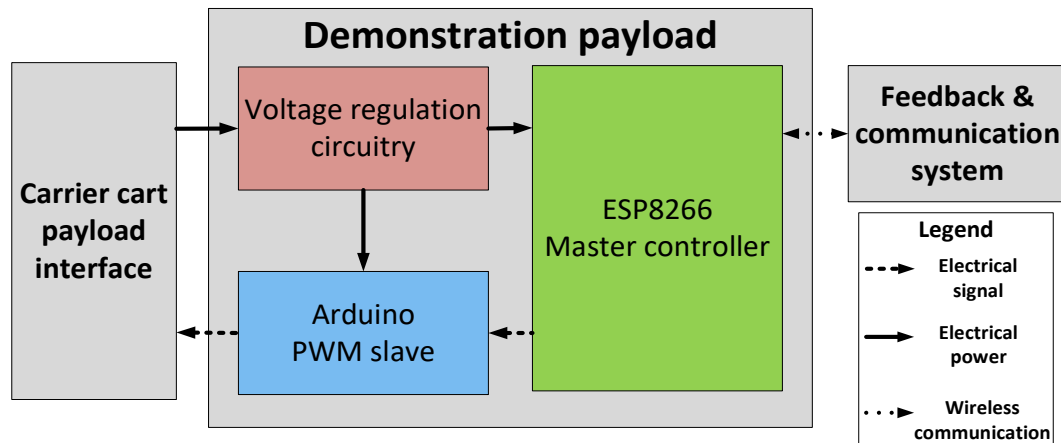 Demonstration payload
Carrier cart
payload
interface
Voltage regulation
circuitry
Arduino
PWM slave
ESP8266
Master controller
Feedback &
communication
system
Legend
Electrical
signal
Electrical
power
Wireless
communication